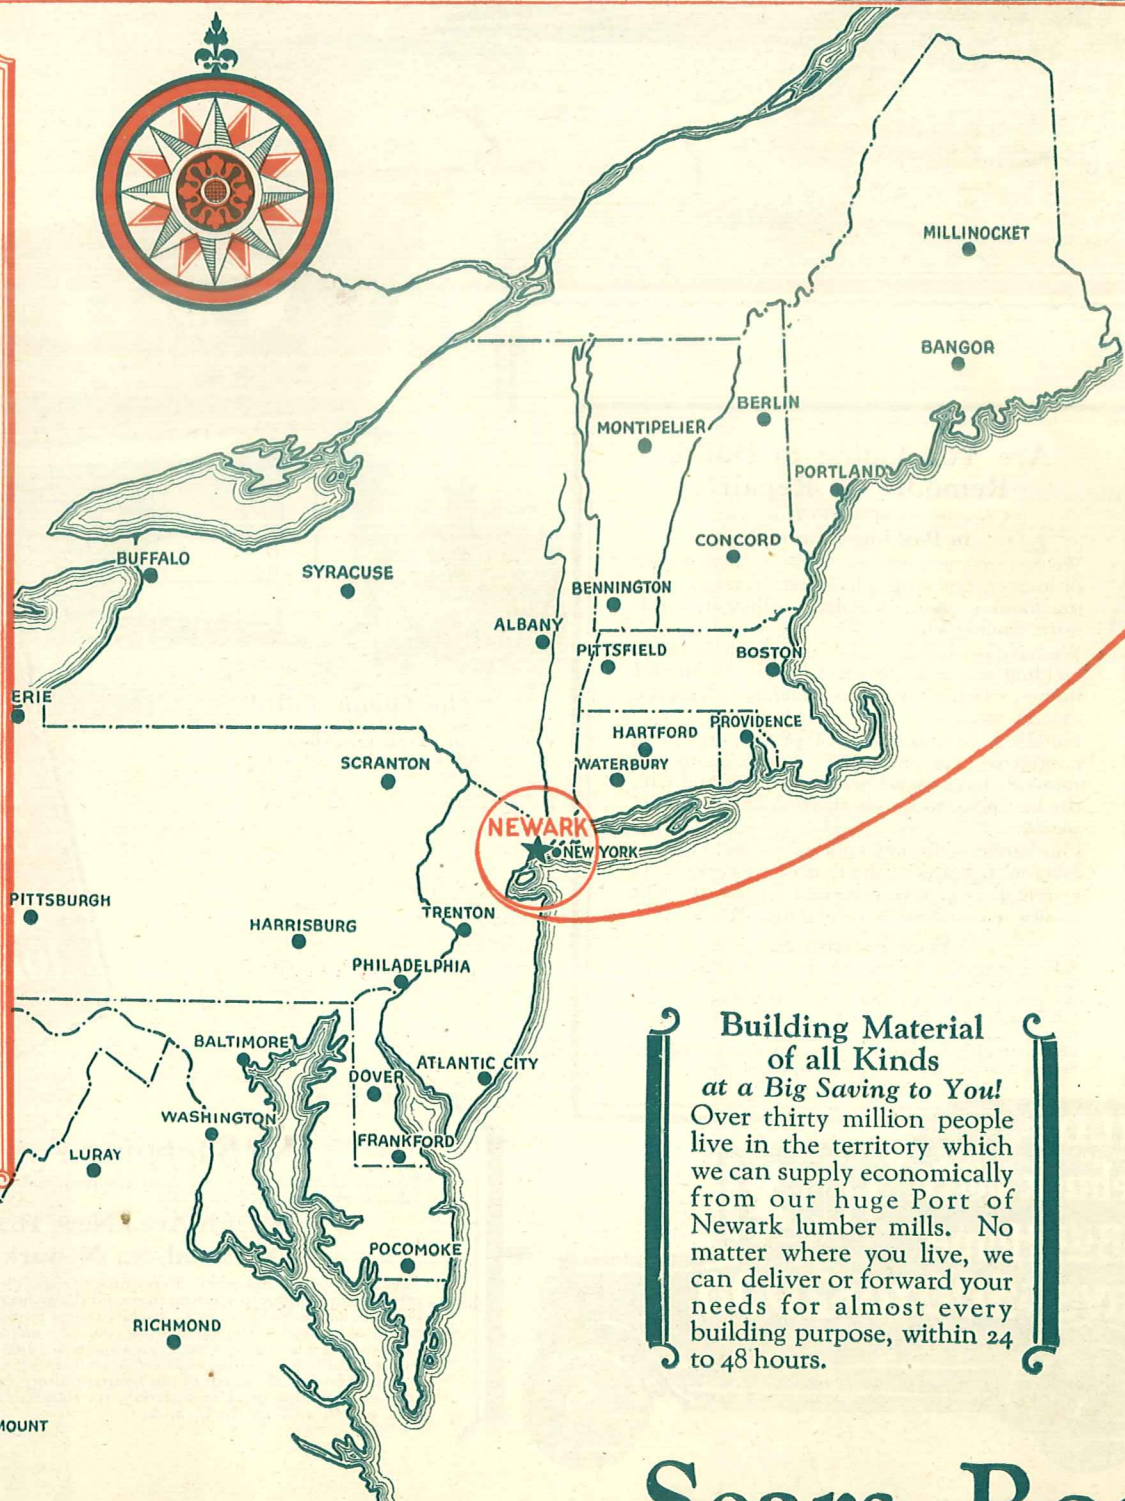 MILLINOCKET
BANGOR
BERLIN
MONTIPELIER
PORTLAND
CONCORD
BUFFALO
SYRACUSE
BENNINGTON
ALBANY
PITTSFIELD
BOSTON
ERIE
PROVIDENCE
HARTFORD
SCRANTON
WATERBURY
NEWARK
NEW YORK
PITTSBURGH
TRENTON
HARRISBURG
PHILADELPHIA
BALTIMORE
ATLANTIC CITY
DOVER
WASHINGTON
FRANKFORD
LURAY
POCOMOKE
RICHMOND
MOUNT
Building Material
of all Kinds
at a Big Saving to You!
Over thirty million people
live in the territory which
we can supply economically
from our huge Port of
Newark lumber mills. No
matter where you live, we
can deliver or forward your
needs for almost every
building purpose, within 24
to 48 hours.
Sears, Ro